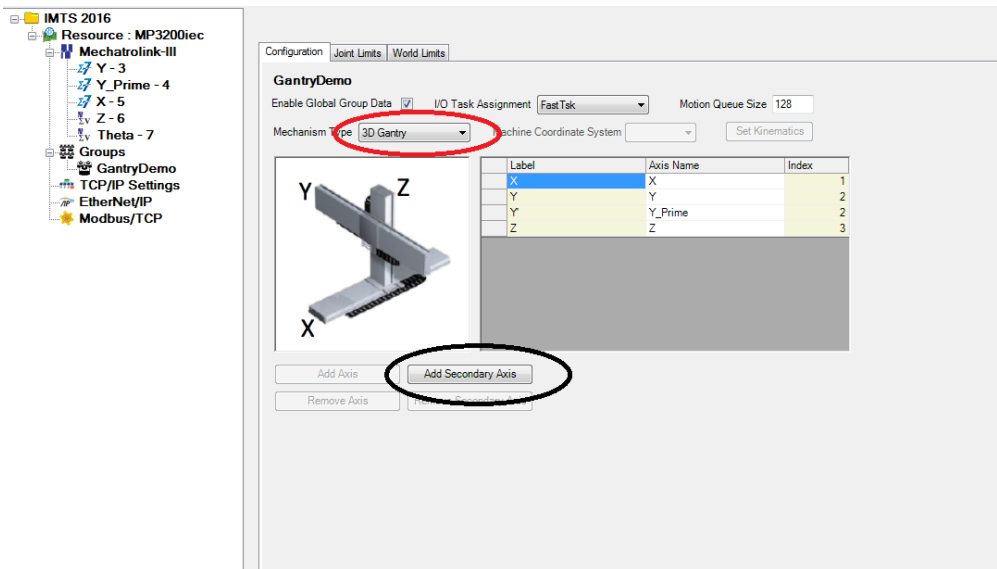 IMTS 2016
Resource : MP3200iec
Mechatrolink-III
Y - 3
Y_Prime - 4
X - 5
Z - 6
Theta - 7
Groups
GantryDemo
TCP/IP Settings
EtherNet/IP
Modbus/TCP
Configuration Joint Limits World Limits
GantryDemo
Enable Global Group Data I/O Task Assignment FastTsk Motion Queue Size 128
Mechanism Type 3D Gantry Machine Coordinate System Set Kinematics
Y Z
X
Label Axis Name Index
X X 1
Y Y 2
Y' Y_Prime 2
Z Z 3
Add Axis Add Secondary Axis
Remove Axis Remove Secondary Axis